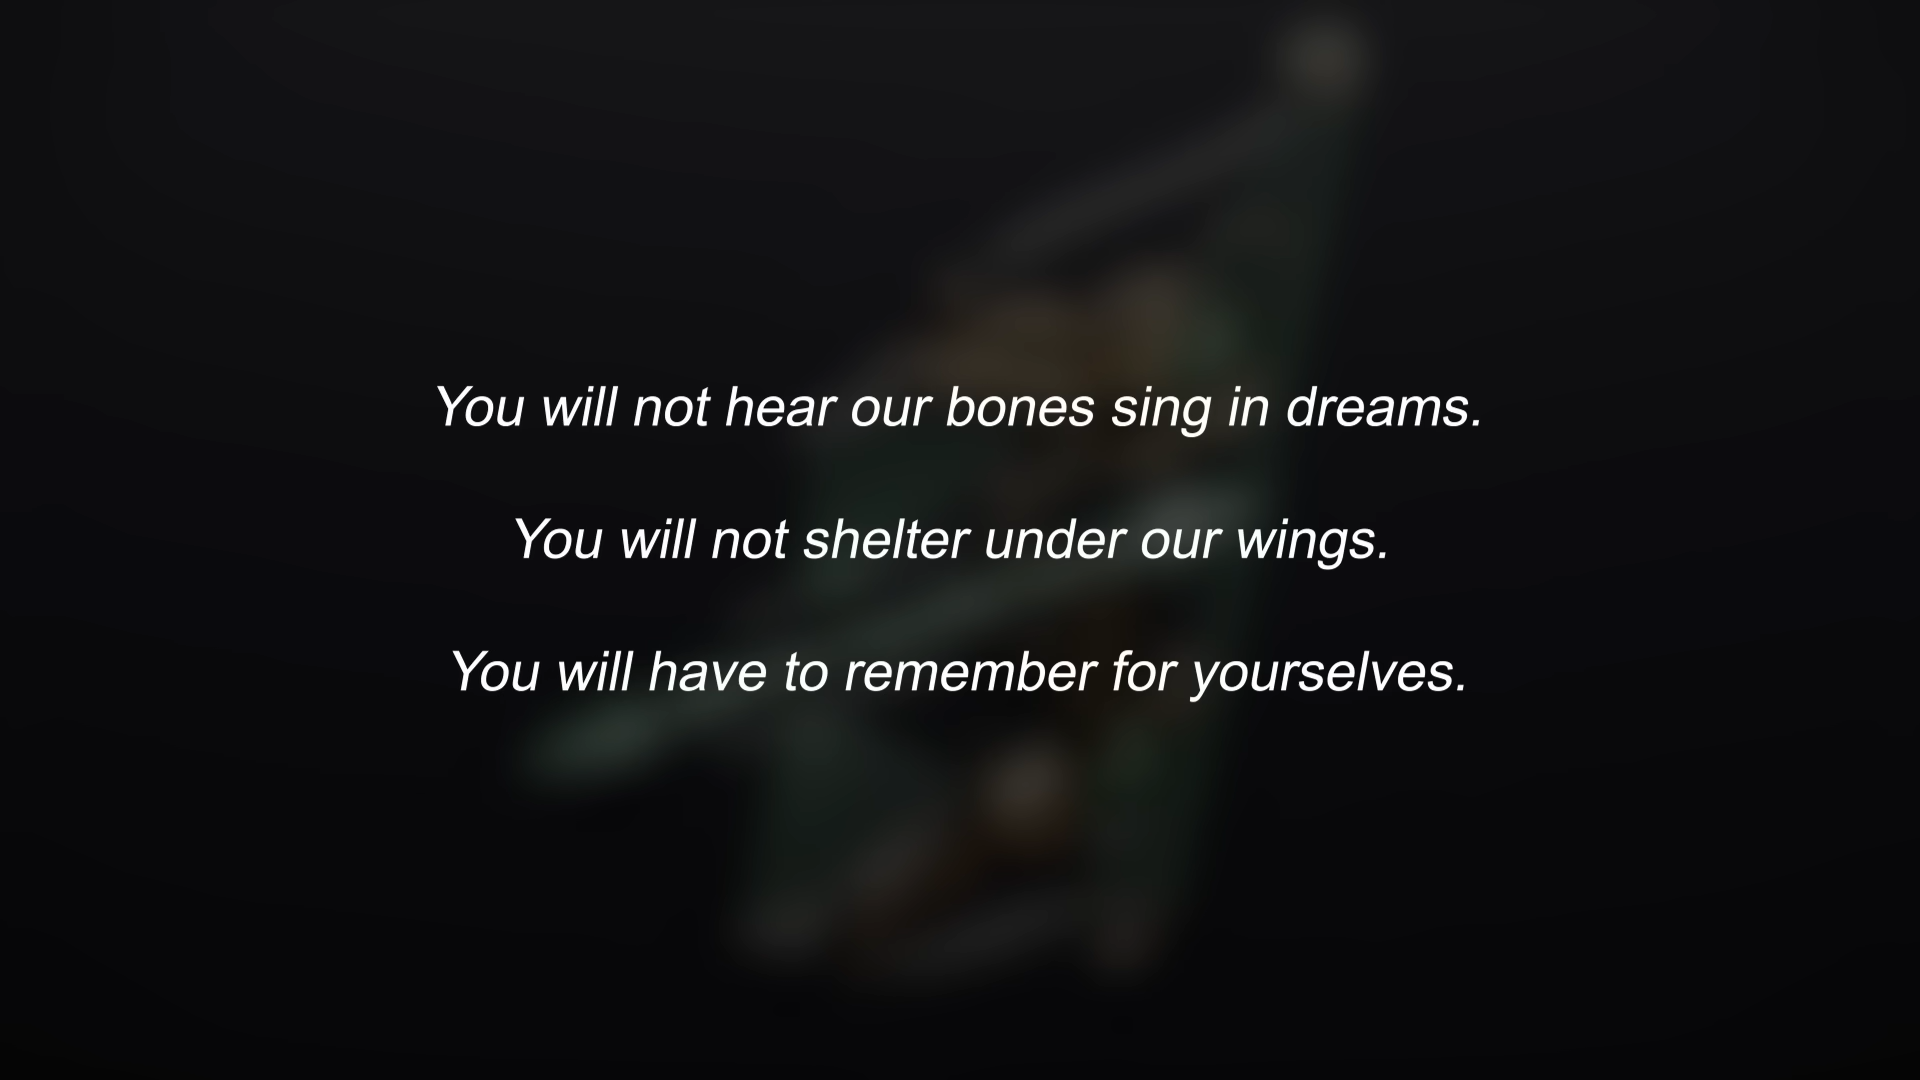 You will not hear our bones sing in dreams.
You will not shelter under our wings.
You will have to remember for yourselves.